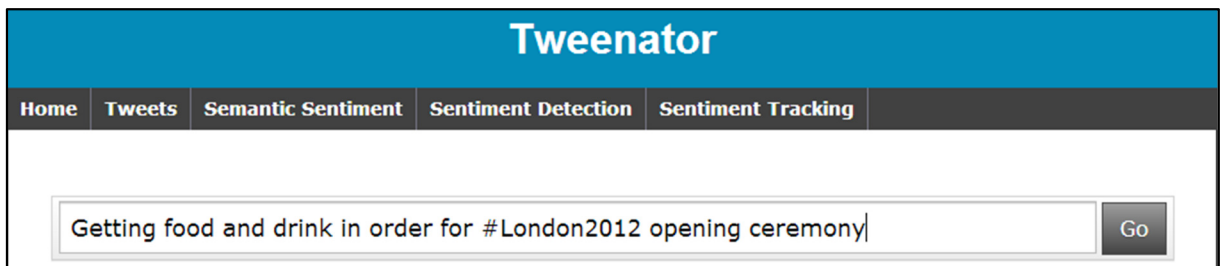 Tweenator
Home Tweets Semantic Sentiment Sentiment Detection Sentiment Tracking
Getting food and drink in order for #London2012 opening ceremony Go